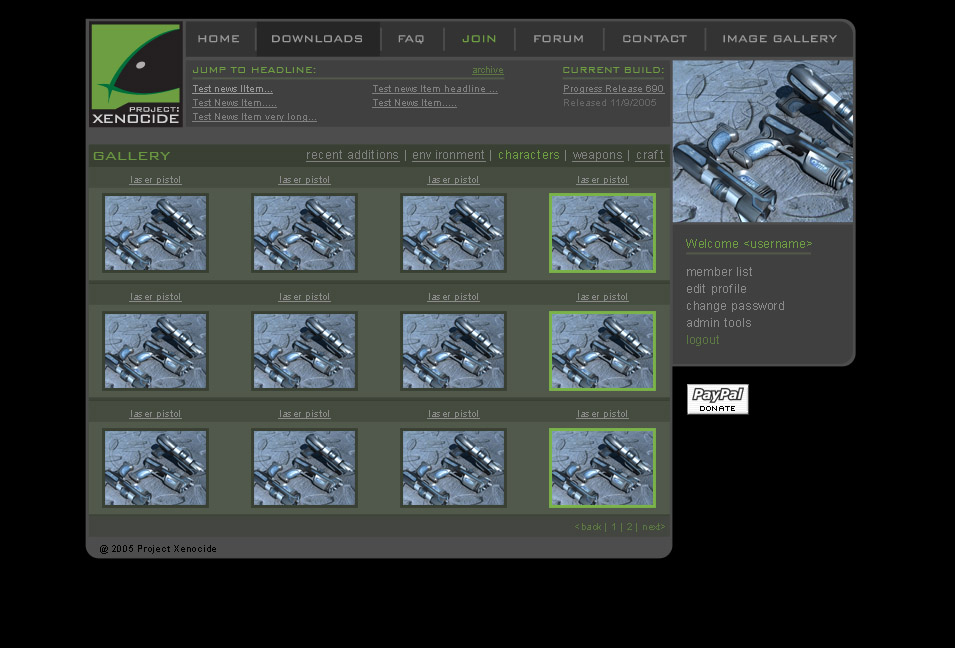 HOME DOWNLOADS FAQ JOIN FORUM CONTACT IMAGE GALLERY
PROJECT:
XENOCIDE
JUMP TO HEADLINE: archive
Test news IItem...
Test News Item.....
Test News Item very long...
Test news Item headline ...
Test News Item.....
CURRENT BUILD:
Progress Release 690
Released 11/9/2005
GALLERY recent additions | environment | characters | weapons | craft
laser pistol laser pistol laser pistol laser pistol
laser pistol laser pistol laser pistol laser pistol
laser pistol laser pistol laser pistol laser pistol
< back | 1 | 2 | next>
@ 2005 Project Xenocide
Welcome <username>
member list
edit profile
change password
admin tools
logout
PayPal
DONATE